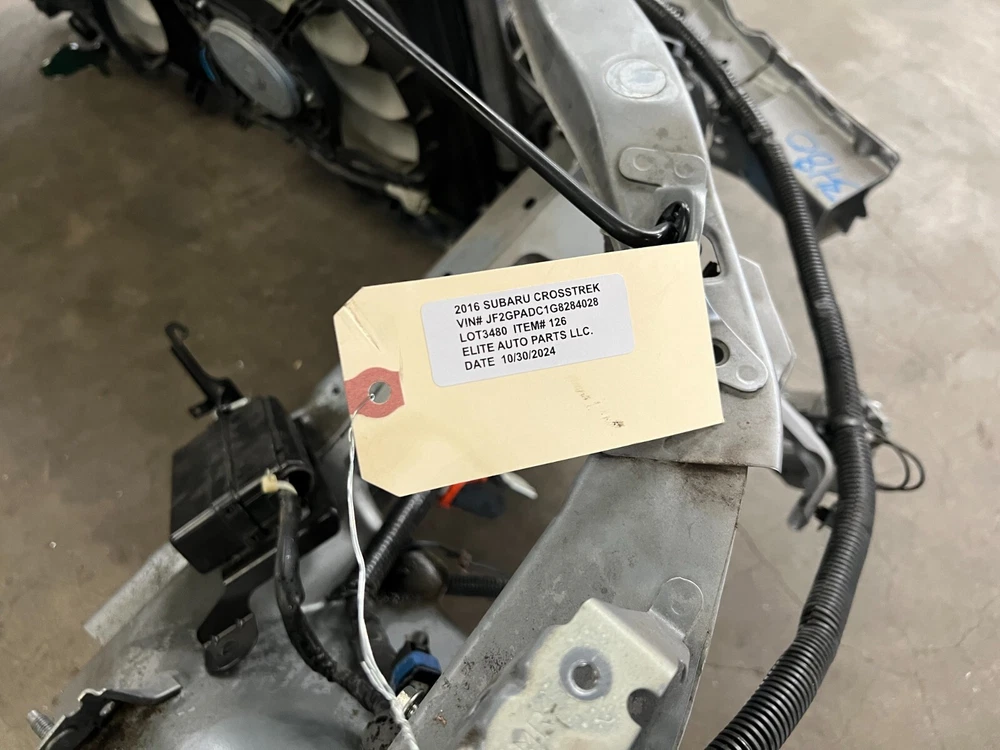 2016 SUBARU CROSSTREK
VIN# JF2GPADC1G8284028
LOT3480 ITEM# 126
ELITE AUTO PARTS LLC.
DATE 10/30/2024